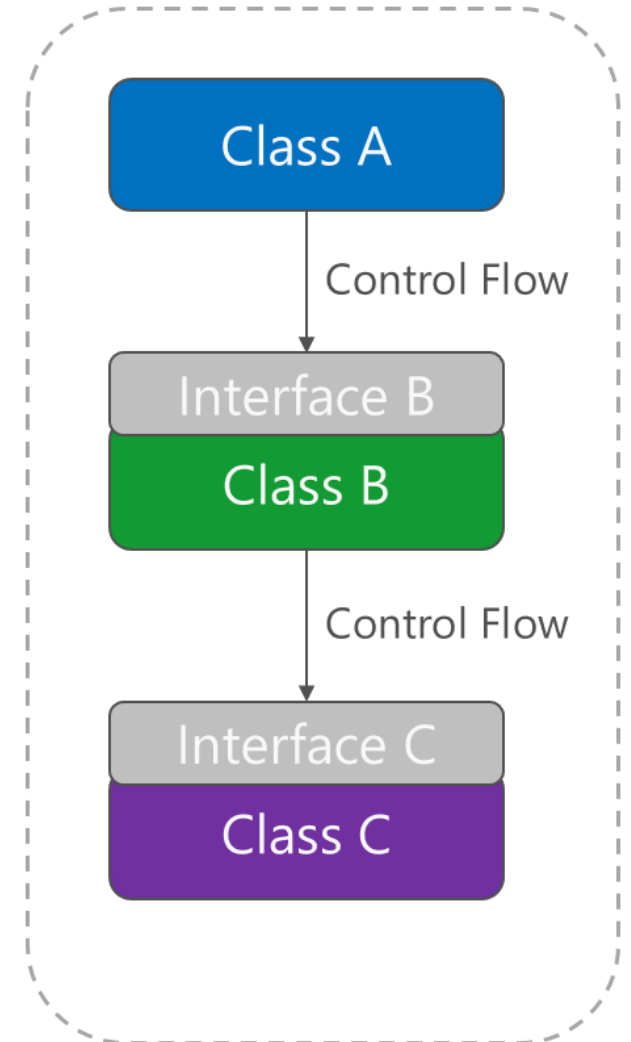 Class A
Control Flow
Interface B
Class B
Control Flow
Interface C
Class C